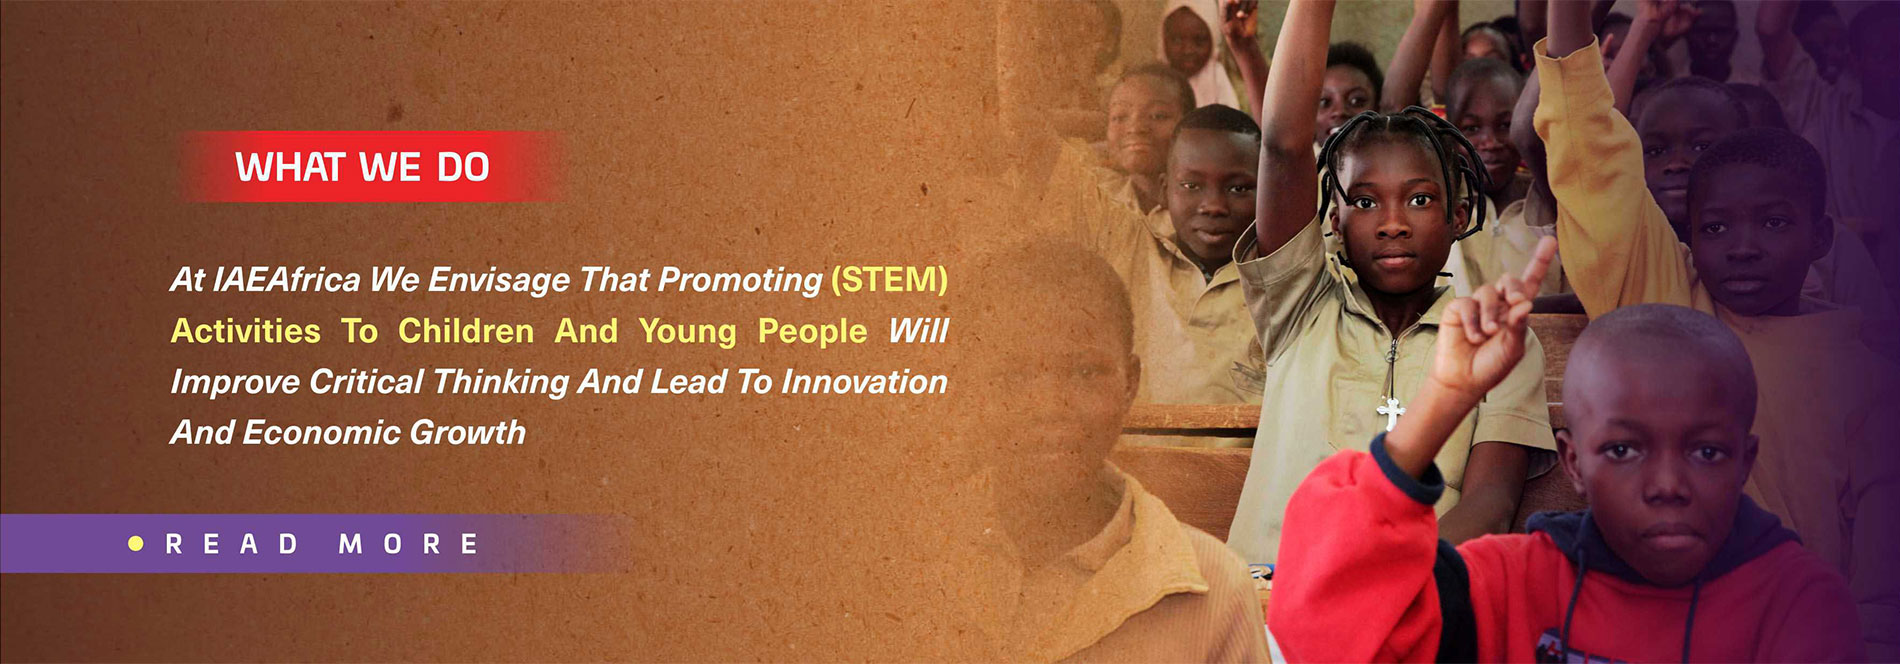 WHAT WE DO
At IAEAfrica We Envisage That Promoting (STEM)
Activities To Children And Young People Will
Improve Critical Thinking And Lead To Innovation
And Economic Growth
READ MORE